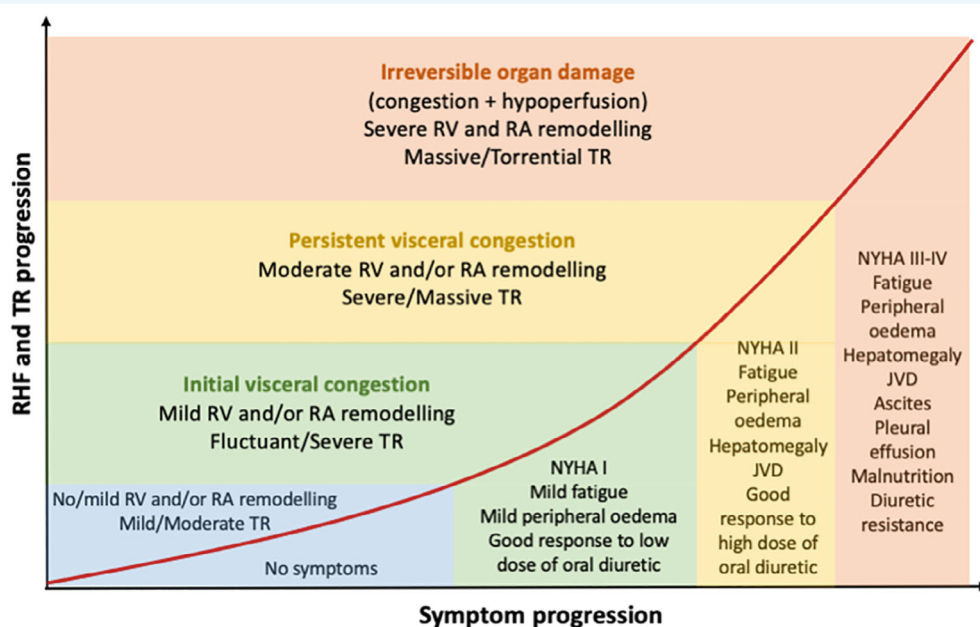 RHF and TR progression
Irreversible organ damage
(congestion + hypoperfusion)
Severe RV and RA remodelling
Massive/Torrential TR
Persistent visceral congestion
Moderate RV and/or RA remodelling
Severe/Massive TR
Initial visceral congestion
Mild RV and/or RA remodelling
Fluctuant/Severe TR
No/mild RV and/or RA remodelling
Mild/Moderate TR
No symptoms
NYHA I
Mild fatigue
Mild peripheral oedema
Good response to low
dose of oral diuretic
NYHA II
Fatigue
Peripheral
oedema
Hepatomegaly
JVD
Good
response to
high dose of
oral diuretic
NYHA III-IV
Fatigue
Peripheral
oedema
Hepatomegaly
JVD
Ascites
Pleural
effusion
Malnutrition
Diuretic
resistance
Symptom progression